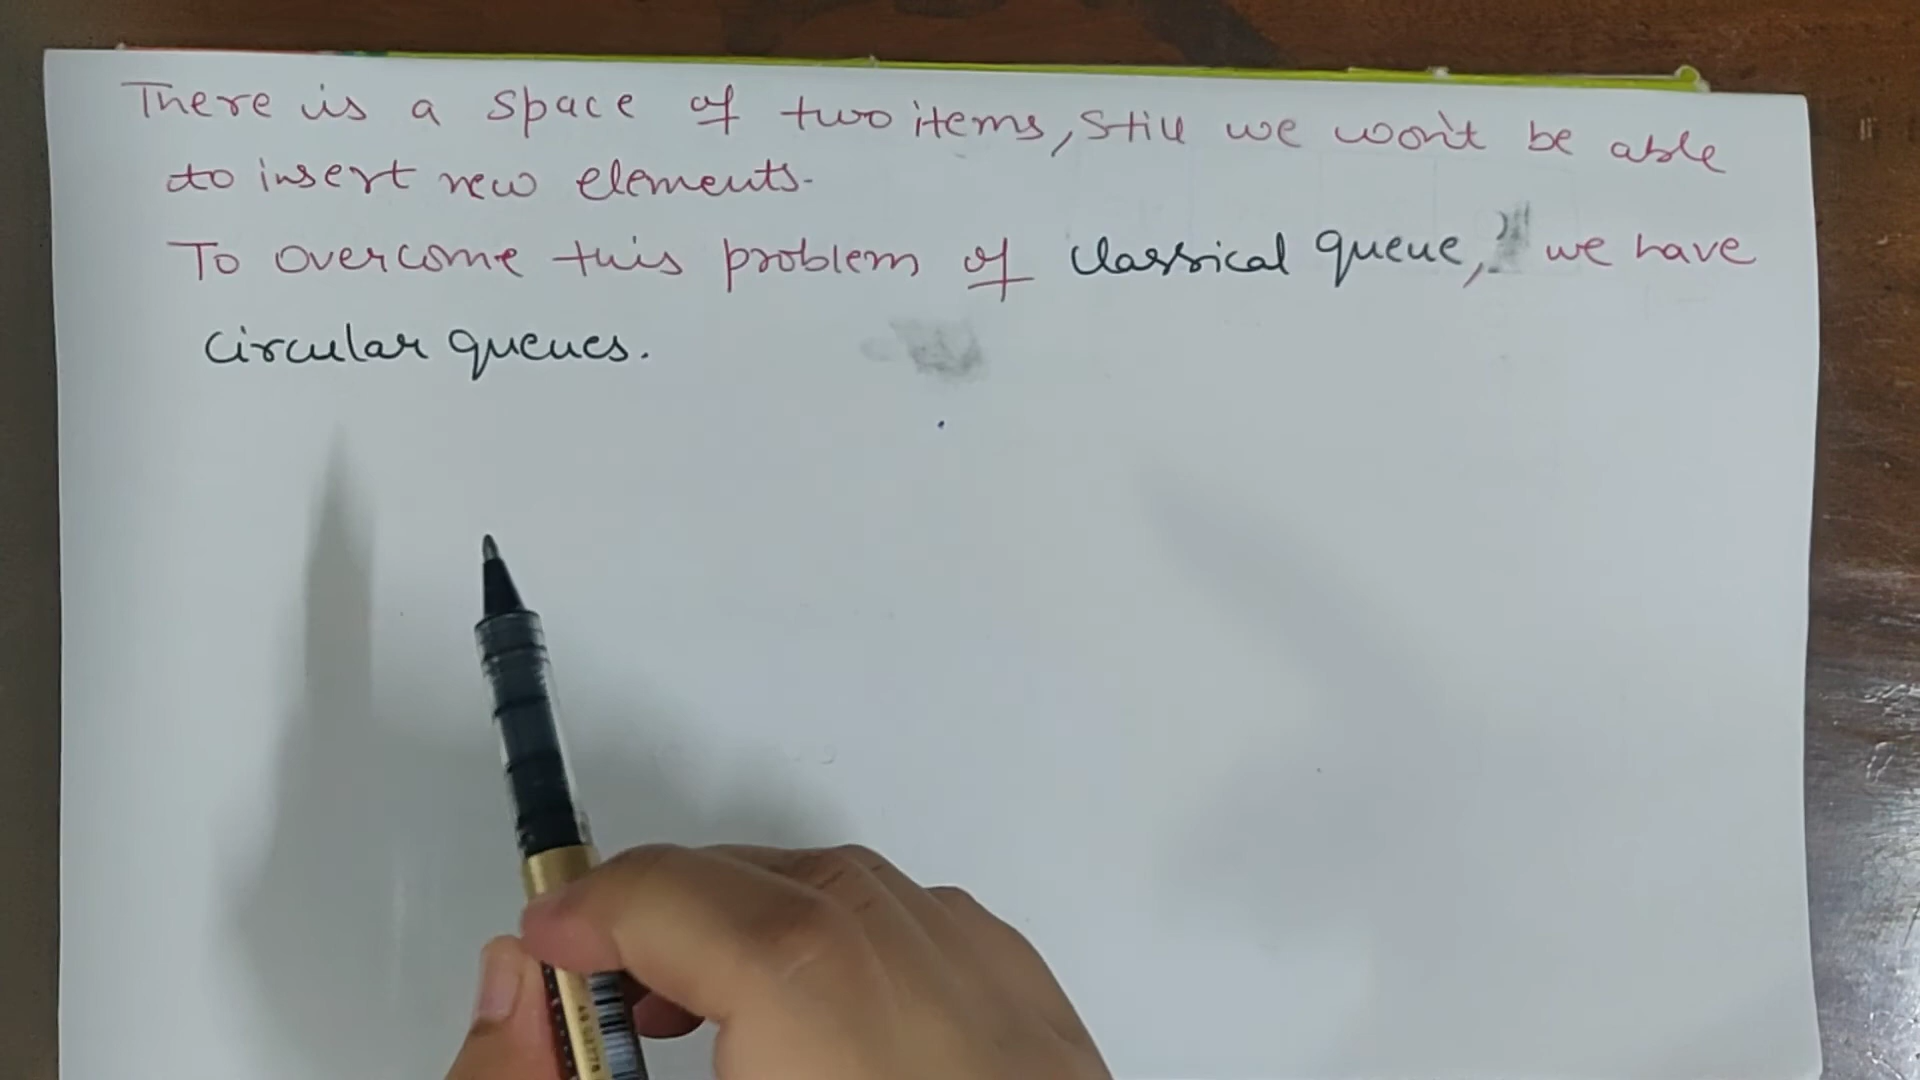 There is a space of two items, still we won't be able
to insert new elements.
To overcome this problem of classical queue, we have
circular queues.